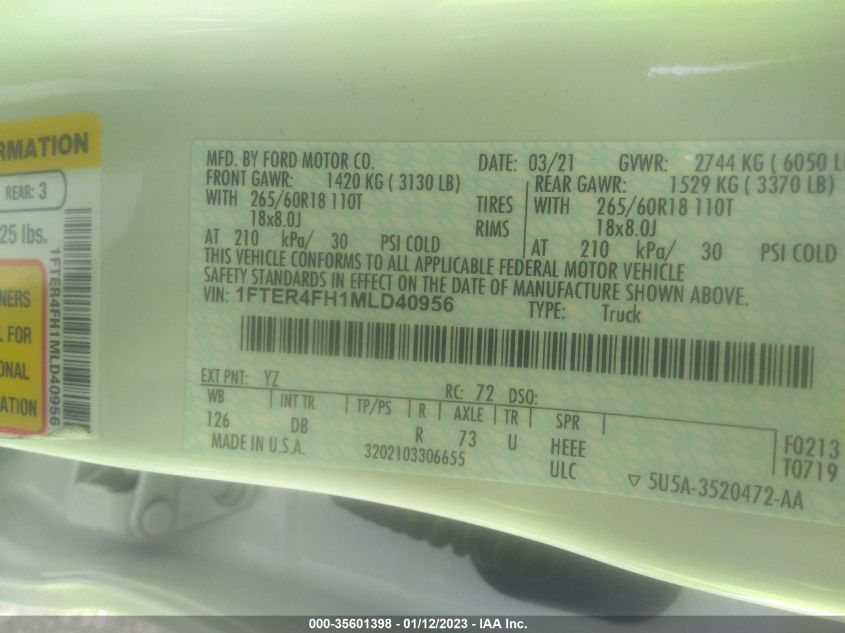 RMATION
REAR: 3
25 lbs.
1FTER4FH1MLD40956
NERS
L FOR
ONAL
ATION
MFD. BY FORD MOTOR CO. DATE: 03/21 GVWR: 2744 KG ( 6050 LB
FRONT GAWR: 1420 KG ( 3130 LB) REAR GAWR: 1529 KG ( 3370 LB)
WITH 265/60R18 110T TIRES WITH 265/60R18 110T
18x8.0J RIMS 18x8.0J
AT 210 kPa/ 30 PSI COLD AT 210 kPa/ 30 PSI COLD
THIS VEHICLE CONFORMS TO ALL APPLICABLE FEDERAL MOTOR VEHICLE
SAFETY STANDARDS IN EFFECT ON THE DATE OF MANUFACTURE SHOWN ABOVE.
VIN: 1FTER4FH1MLD40956 TYPE: Truck
EXT PNT: YZ RC: 72 DSO:
WB INT TR TP/PS R AXLE TR SPR
126 DB R 73 U HEEE F0213
MADE IN U.S.A. 3202103306655 ULC T0719
▽ 5U5A-3520472-AA
000-35601398 - 01/12/2023 - IAA Inc.